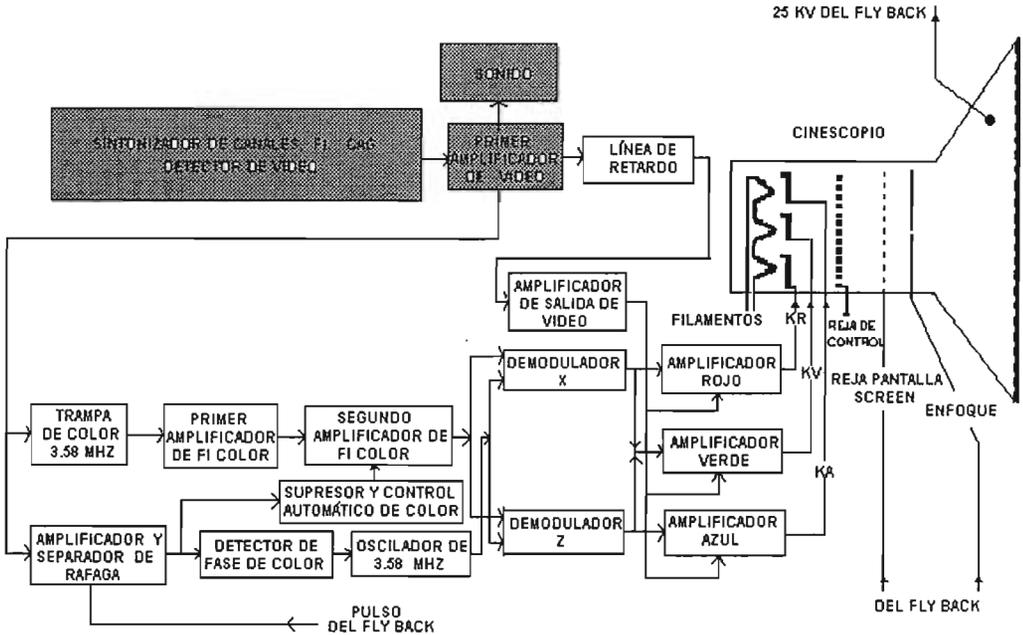 25 KV DEL FLY BACK
SONIDO
SINTONIZADOR DE CANALES FI. CAG
DETECTOR DE VIDEO
PRIMER
AMPLIFICADOR
DE VIDEO
LÍNEA DE
RETARDO
CINESCOPIO
AMPLIFICADOR
DE SALIDA DE
VIDEO
FILAMENTOS
KR
REJA DE
CONTROL
DEMODULADOR
X
AMPLIFICADOR
ROJO
KV
REJA PANTALLA
SCREEN
ENFOQUE
TRAMPA
DE COLOR
3.58 MHZ
PRIMER
AMPLIFICADOR
DE FI COLOR
SEGUNDO
AMPLIFICADOR DE
FI COLOR
AMPLIFICADOR
VERDE
KA
SUPRESOR Y CONTROL
AUTOMÁTICO DE COLOR
AMPLIFICADOR Y
SEPARADOR DE
RAFAGA
DETECTOR DE
FASE DE COLOR
OSCILADOR DE
3.58 MHZ
DEMODULADOR
Z
AMPLIFICADOR
AZUL
PULSO
DEL FLY BACK
DEL FLY BACK